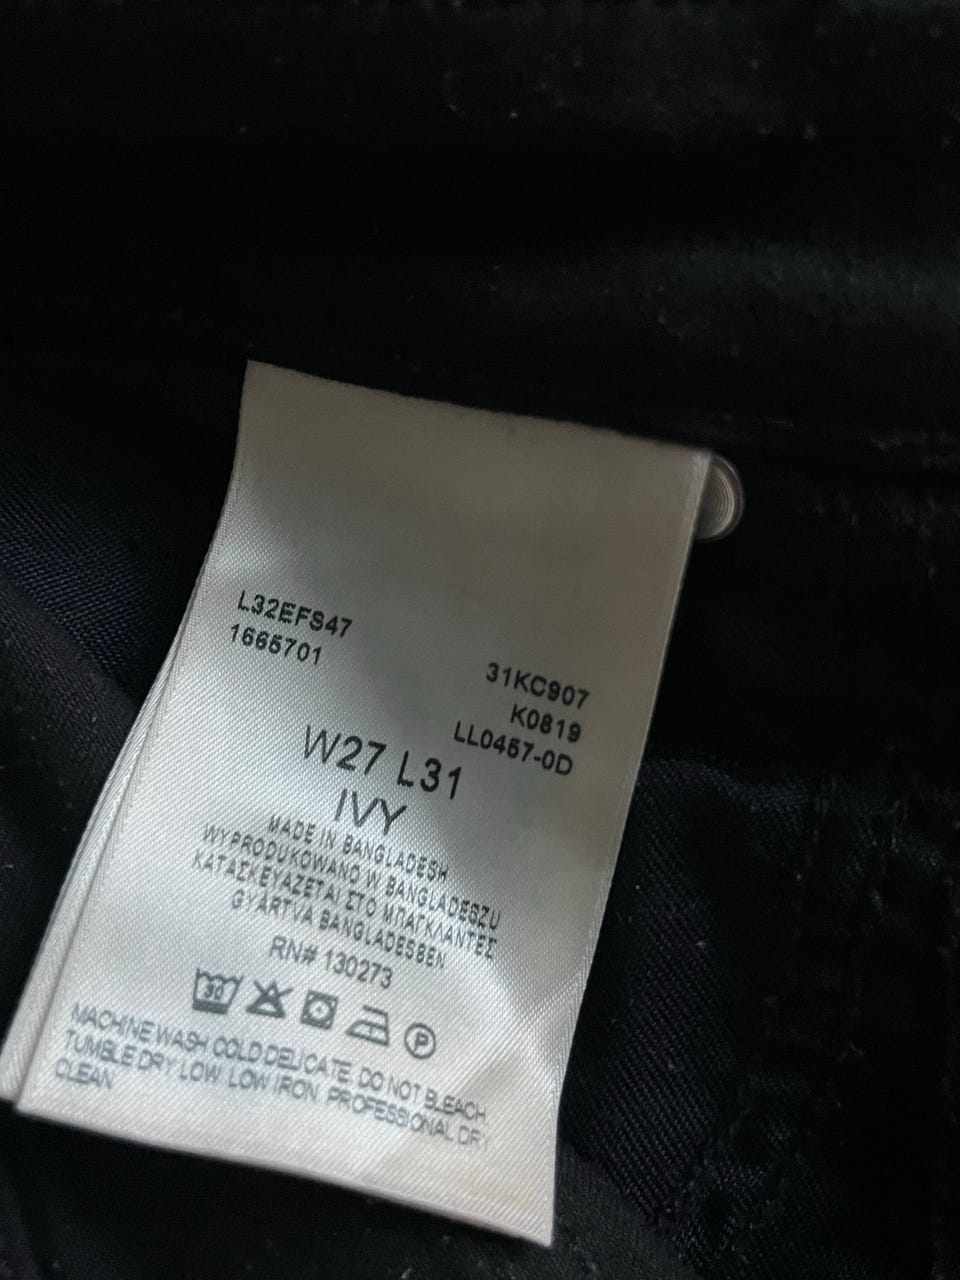 L32EFS47
1665701
31KC907
K0819
LL0457-0D
W27 L31
IVY
MADE IN BANGLADESH
WYPRODUKOWANO W BANGLADESZU
ΚΑΤΑΣΚΕΥΑΖΕΤΑΙ ΣΤΟ ΜΠΑΓΚΛΑΝΤΕΣ
GYÁRTVA BANGLADESBEN
RN# 130273
30
P
MACHINE WASH COLD DELICATE DO NOT BLEACH
TUMBLE DRY LOW LOW IRON PROFESSIONAL DRY
CLEAN